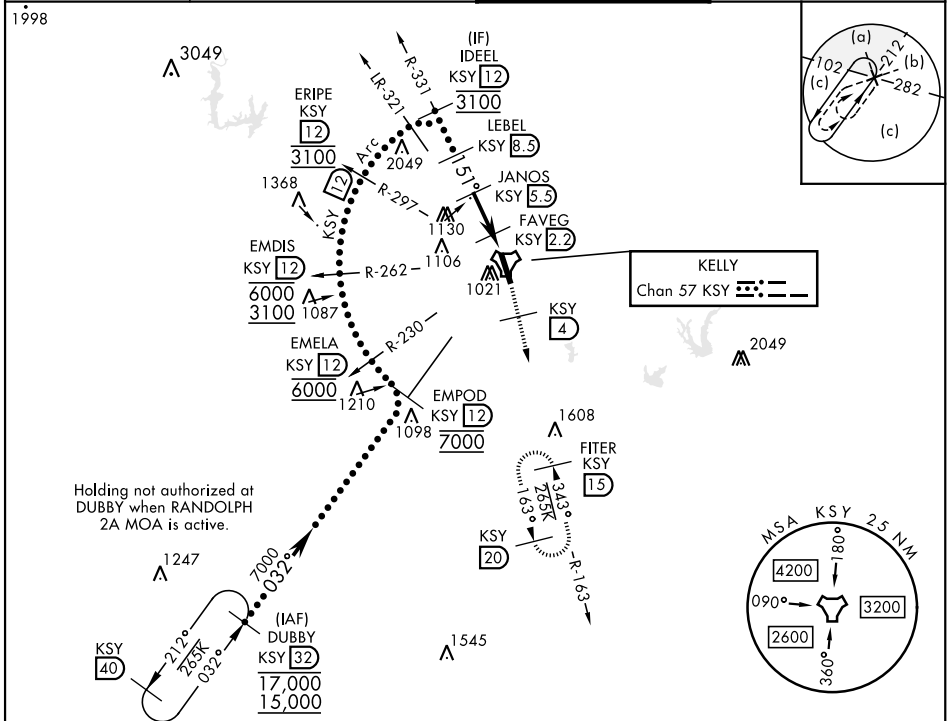 1998
3049
(IF)
IDEEL
KSY 12
3100
R-331
LR-321
ERIPE
KSY
12
3100
Arc
2049
LEBEL
KSY 8.5
151°
JANOS
KSY 5.5
1368
KSY 12
R-297
1130
1106
FAVEG
KSY 2.2
1021
EMDIS
KSY 12
6000
3100
R-262
1087
KELLY
Chan 57 KSY
KSY
4
EMELA
KSY 12
6000
R-230
1210
2049
EMPOD
KSY 12
7000
1098
1608
FITER
KSY
15
163°
265K
343°
KSY
20
R-163
Holding not authorized at
DUBBY when RANDOLPH
2A MOA is active.
1247
7000
032°
(IAF)
DUBBY
KSY 32
17,000
15,000
KSY
40
212°
265K
032°
1545
(a)
212
102
(b)
(c)
282
(c)
MSA KSY 25 NM
180°
4200
090°
3200
2600
360°